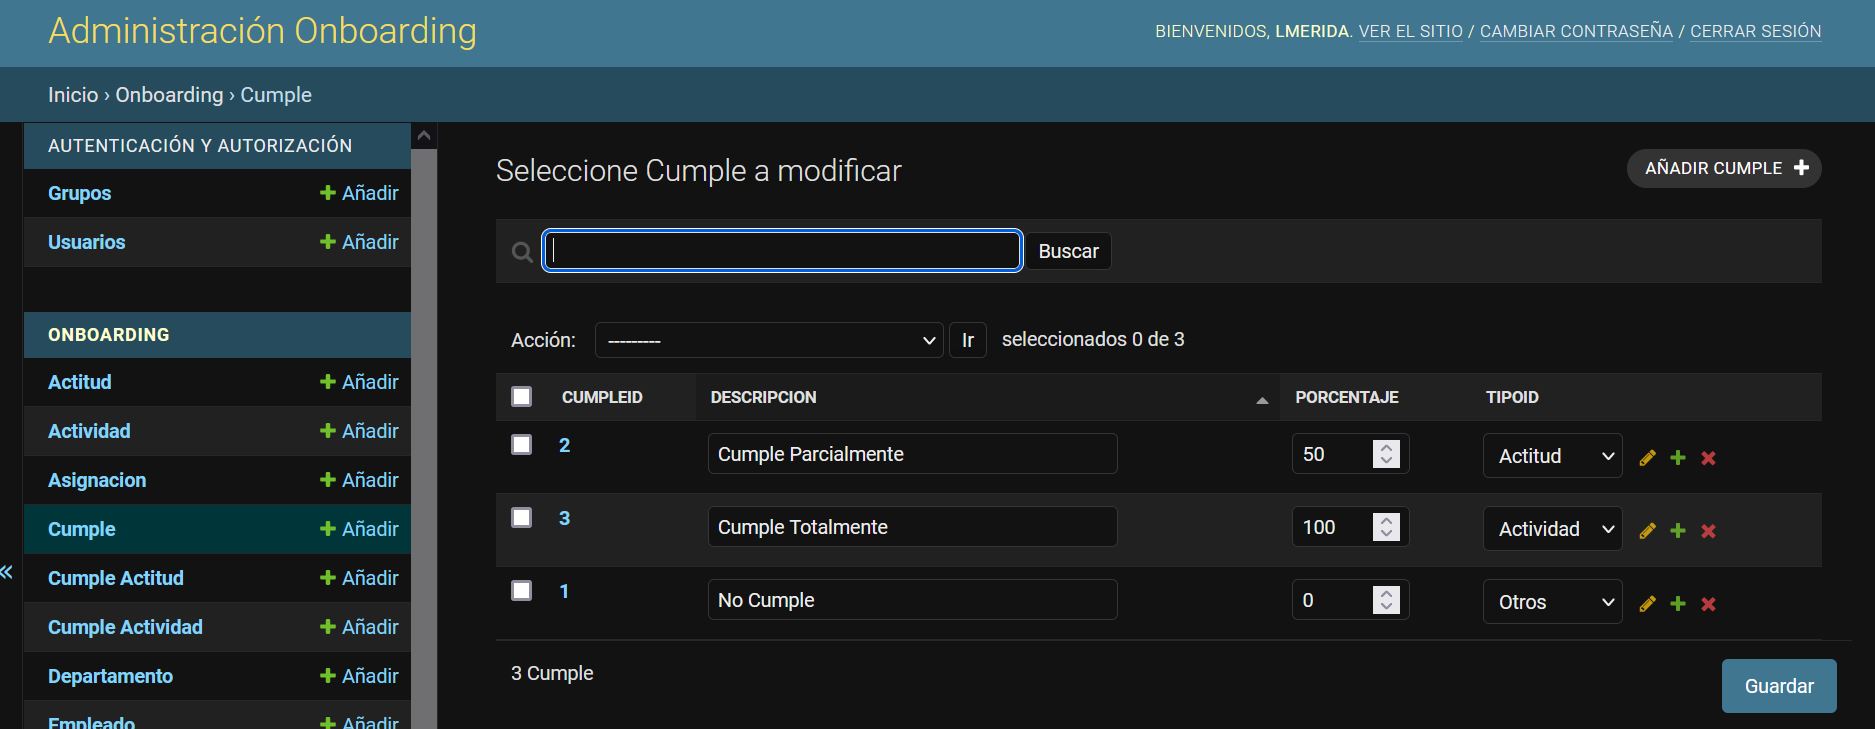 Administración Onboarding
BIENVENIDOS, LMERIDA. VER EL SITIO / CAMBIAR CONTRASEÑA / CERRAR SESIÓN
Inicio › Onboarding › Cumple
AUTENTICACIÓN Y AUTORIZACIÓN
Grupos + Añadir
Usuarios + Añadir
ONBOARDING
Actitud + Añadir
Actividad + Añadir
Asignacion + Añadir
Cumple + Añadir
Cumple Actitud + Añadir
Cumple Actividad + Añadir
Departamento + Añadir
Empleado + Añadir
«
Seleccione Cumple a modificar
AÑADIR CUMPLE +
Buscar
Acción: --------- Ir seleccionados 0 de 3
CUMPLEID DESCRIPCION PORCENTAJE TIPOID
2 Cumple Parcialmente 50 Actitud
3 Cumple Totalmente 100 Actividad
1 No Cumple 0 Otros
3 Cumple
Guardar